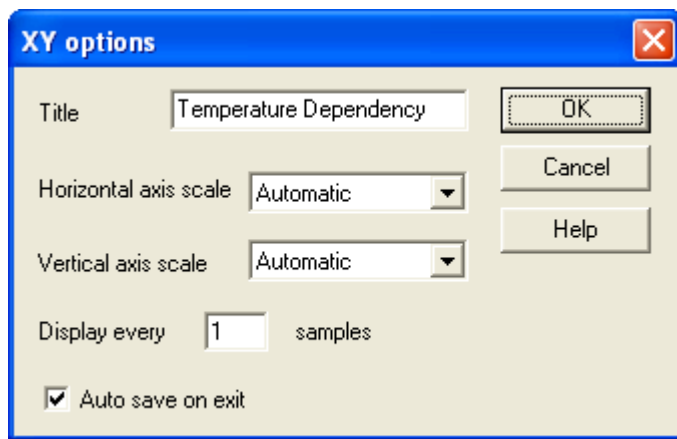 XY options
Title Temperature Dependency OK
Cancel
Horizontal axis scale Automatic
Help
Vertical axis scale Automatic
Display every 1 samples
Auto save on exit